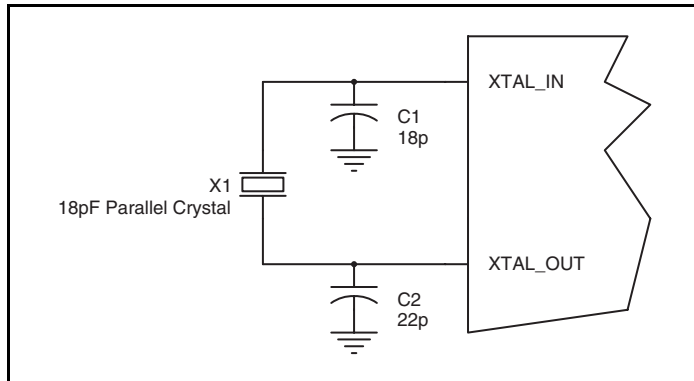 XTAL_IN
C1
18p
X1
18pF Parallel Crystal
XTAL_OUT
C2
22p